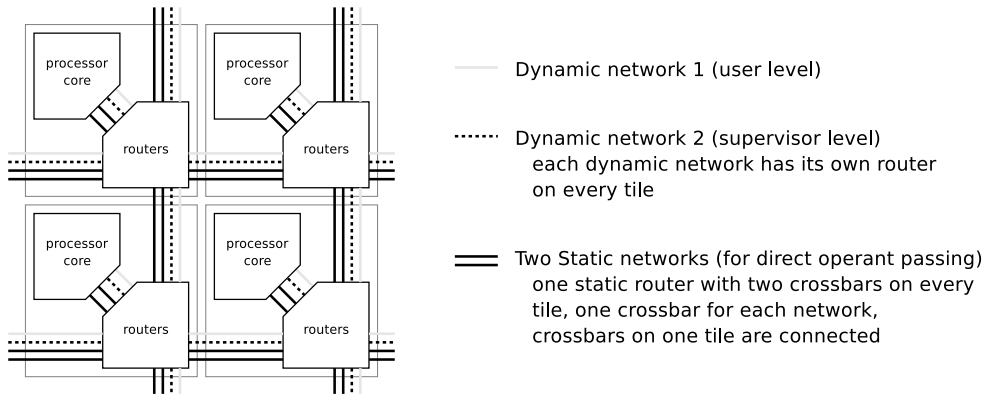 processor
core
processor
core
routers
routers
processor
core
processor
core
routers
routers
Dynamic network 1 (user level)
Dynamic network 2 (supervisor level)
each dynamic network has its own router
on every tile
Two Static networks (for direct operant passing)
one static router with two crossbars on every
tile, one crossbar for each network,
crossbars on one tile are connected